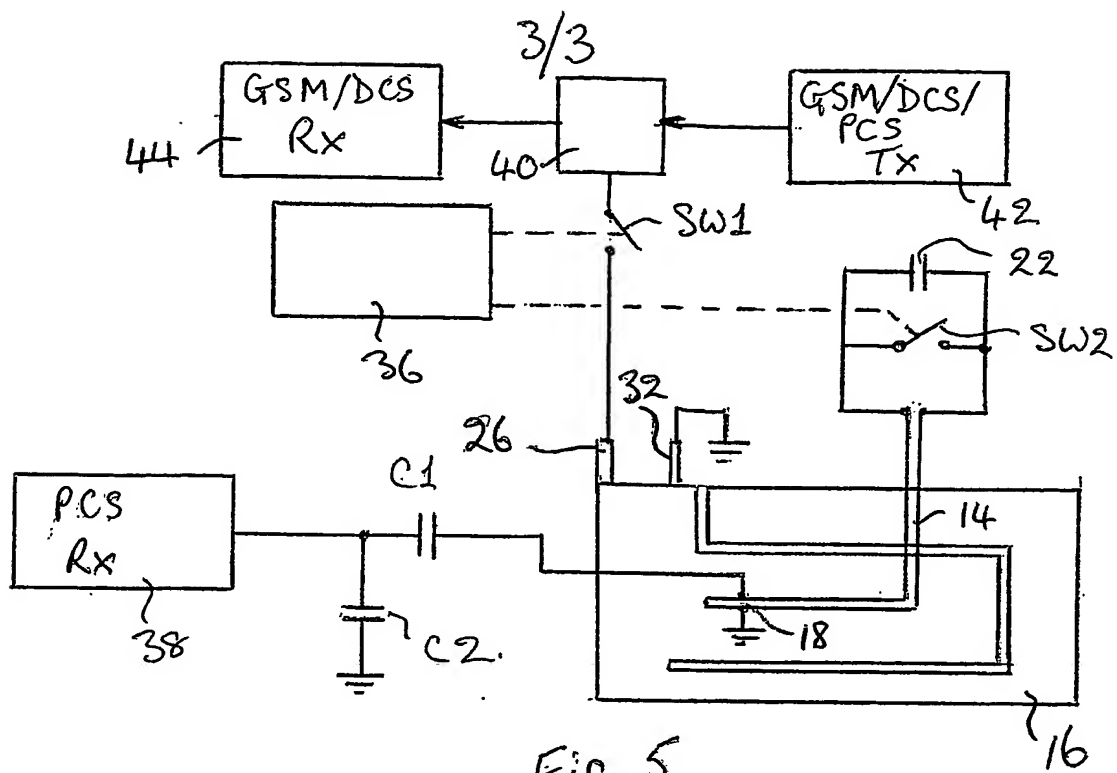 3/3
GSM/DCS
Rx
44
40
GSM/DCS/
PCS
Tx
42
SW1
22
SW2
36
32
26
C1
14
PCS
Rx
38
C2.
18
16
Fig. 5